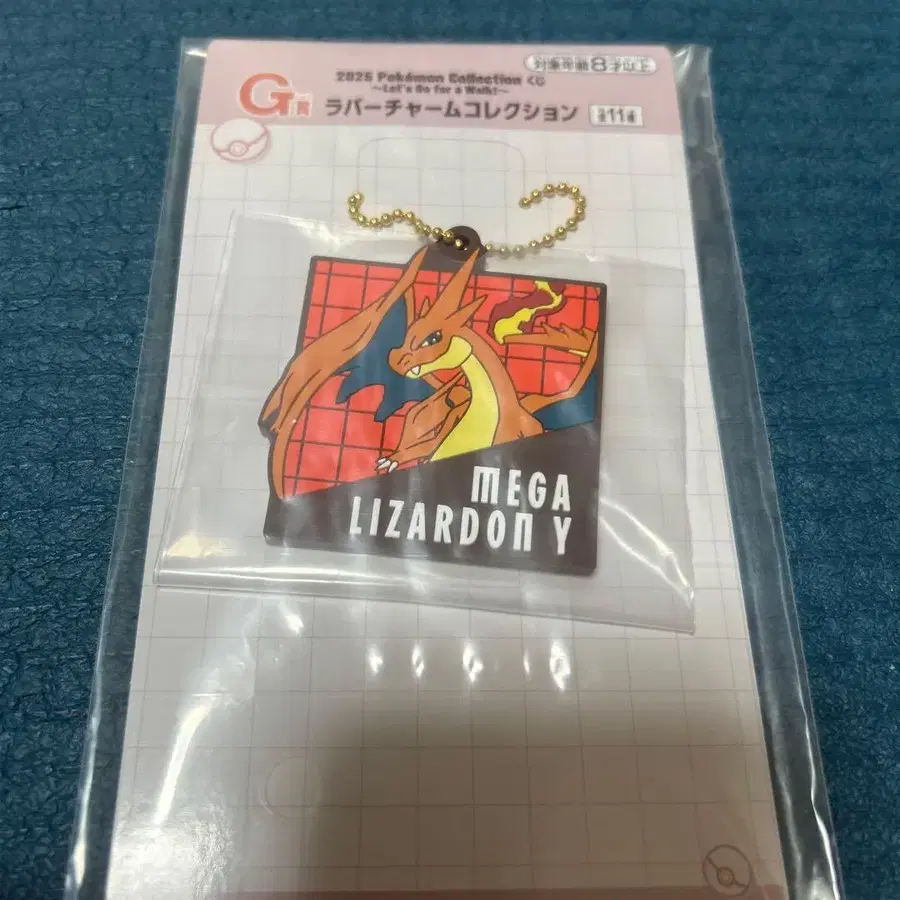 対象年齢8才以上
2025 Pokémon Collection くじ
～Let's Go for a Walk!～
G賞 ラバーチャームコレクション 全11種
MEGA
LIZARDON Y